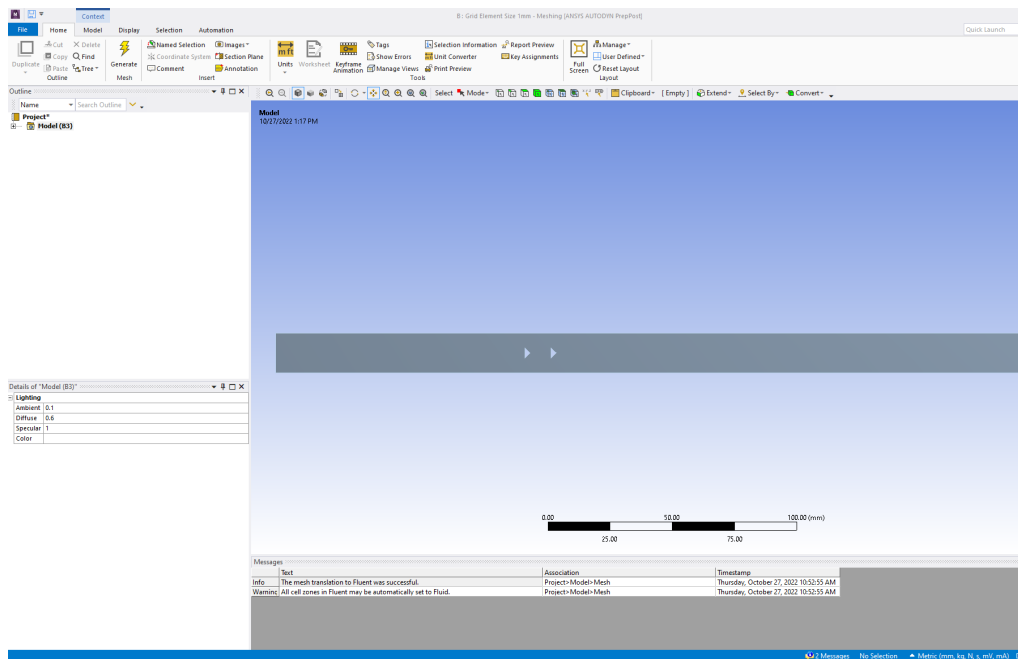 Context
B : Grid Element Size 1mm - Meshing [ANSYS AUTODYN PrepPost]
File Home Model Display Selection Automation
Quick Launch
Duplicate
Cut
Copy
Paste
Delete
Find
Tree
Outline
Generate
Mesh
Named Selection
Coordinate System
Comment
Images
Section Plane
Annotation
Insert
Units
Worksheet
Keyframe
Animation
Tags
Show Errors
Manage Views
Selection Information
Unit Converter
Print Preview
Report Preview
Key Assignments
Tools
Full
Screen
Manage
User Defined
Reset Layout
Layout
Outline
Name Search Outline
Project*
Model (B3)
Select Mode Clipboard [ Empty ] Extend Select By Convert
Model
10/27/2022 1:17 PM
Details of "Model (B3)"
Lighting
Ambient 0.1
Diffuse 0.6
Specular 1
Color
0.00 50.00 100.00 (mm)
25.00 75.00
Messages
Text Association Timestamp
Info The mesh translation to Fluent was successful. Project>Model>Mesh Thursday, October 27, 2022 10:52:55 AM
Warning All cell zones in Fluent may be automatically set to Fluid. Project>Model>Mesh Thursday, October 27, 2022 10:52:55 AM
2 Messages No Selection Metric (mm, kg, N, s, mV, mA)